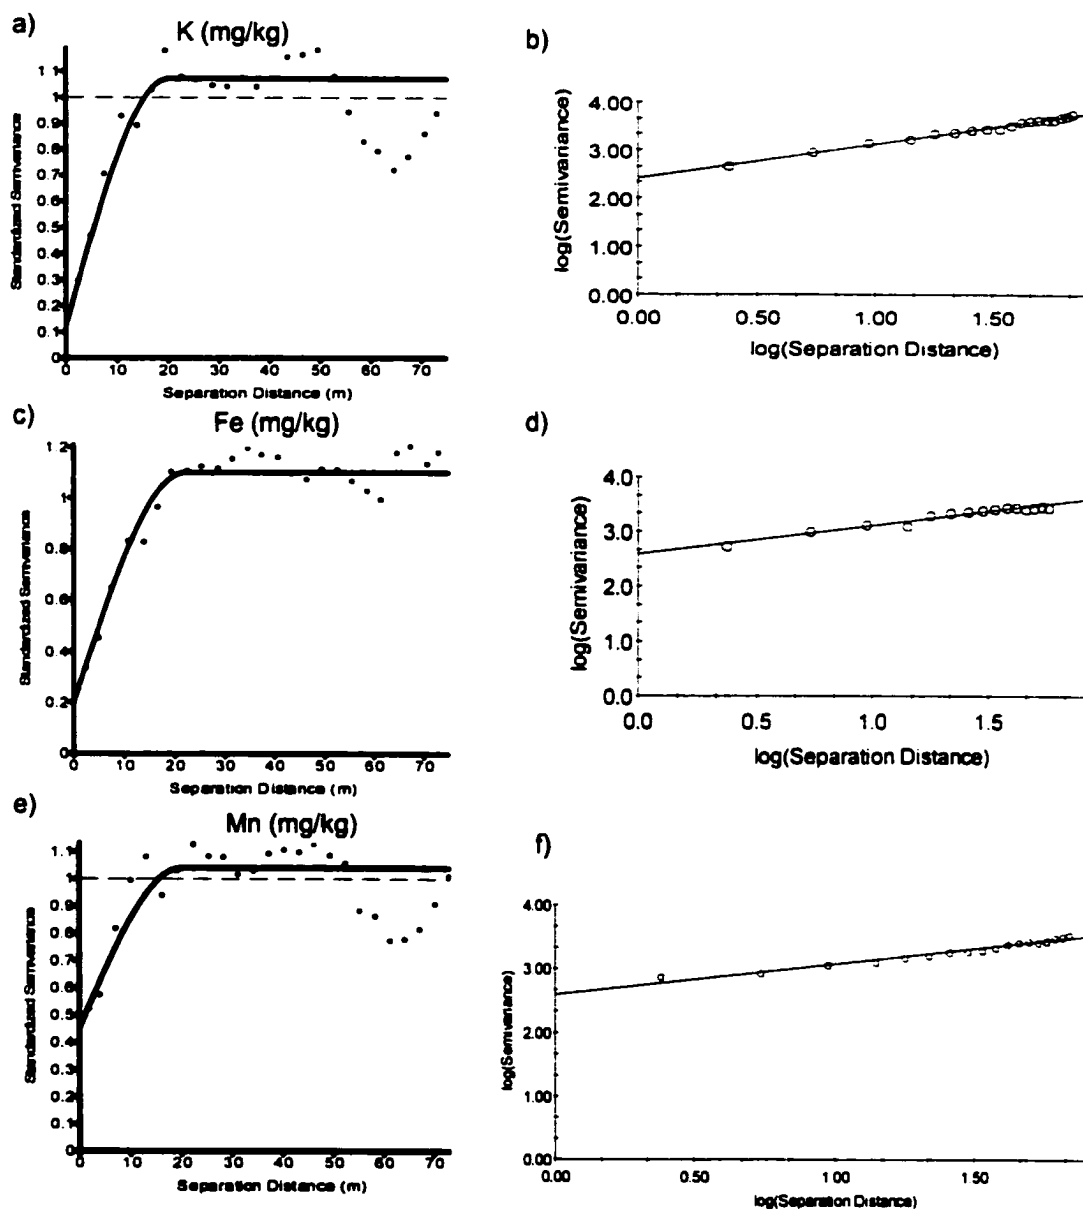 a)
K (mg/kg)
1 1
1
0.9
0.8
0.7
0.6
0.5
0.4
0.3
0.2
0.1
0
Standardized Semivariance
0 10 20 30 40 50 60 70
Separation Distance (m)
b)
4.00
3.00
2.00
1.00
0.00
log(Semivariance)
0.00 0.50 1.00 1.50
log(Separation Distance)
c)
Fe (mg/kg)
1.2
1
0.8
0.6
0.4
0.2
0
Standardized Semivariance
0 10 20 30 40 50 60 70
Separation Distance (m)
d)
4.0
3.0
2.0
1.0
0.0
log(Semivariance)
0.0 0.5 1.0 1.5
log(Separation Distance)
e)
Mn (mg/kg)
1.1
1
0.9
0.8
0.7
0.6
0.5
0.4
0.3
0.2
0.1
0
Standardized Semivariance
0 10 20 30 40 50 60 70
Separation Distance (m)
f)
4.00
3.00
2.00
1.00
0.00
log(Semivariance)
0.00 0.50 1.00 1.50
log(Separation Distance)